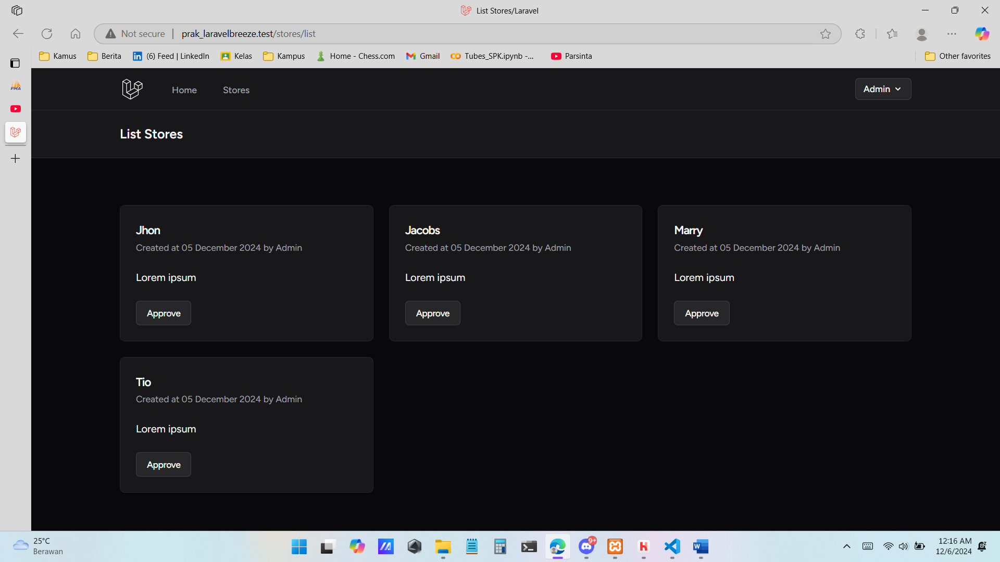 List Stores/Laravel
Not secure
prak_laravelbreeze.test/stores/list
Kamus
Berita
(6) Feed | LinkedIn
Kelas
Kampus
Home - Chess.com
Gmail
Tubes_SPK.ipynb -...
Parsinta
Other favorites
PMA
Home
Stores
Admin
List Stores
Jhon
Created at 05 December 2024 by Admin
Lorem ipsum
Approve
Jacobs
Created at 05 December 2024 by Admin
Lorem ipsum
Approve
Marry
Created at 05 December 2024 by Admin
Lorem ipsum
Approve
Tio
Created at 05 December 2024 by Admin
Lorem ipsum
Approve
25°C
Berawan
9+
12:16 AM
12/6/2024